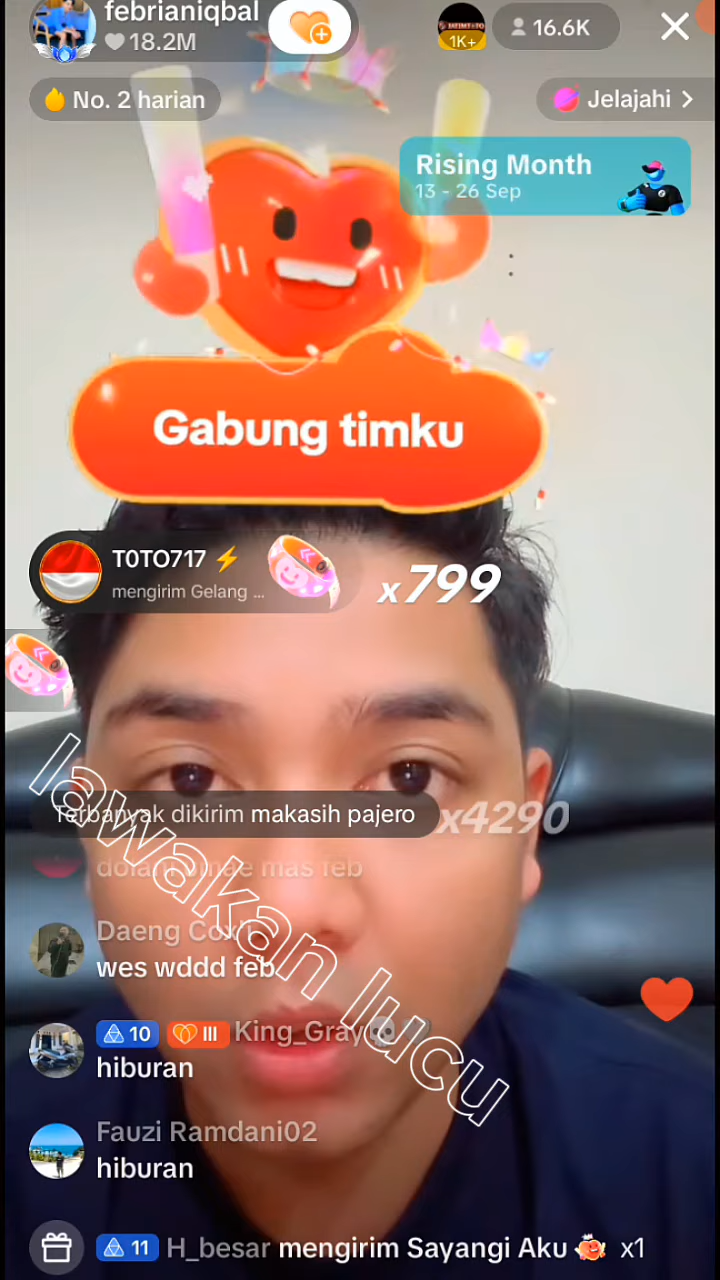 febrianiqbal
18.2M
1K+
16.6K
No. 2 harian
Jelajahi
Rising Month
13 - 26 Sep
Gabung timku
T0TO717
mengirim Gelang ...
x799
Terbanyak dikirim makasih pajero
x4290
mas feb
Daeng
wes wddd feb
lawakan lucu
10 III King_Gray
hiburan
Fauzi Ramdani02
hiburan
11 H_besar mengirim Sayangi Aku x1